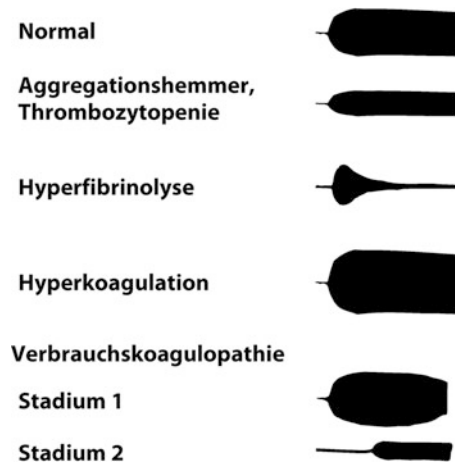 Normal
Aggregationshemmer,
Thrombozytopenie
Hyperfibrinolyse
Hyperkoagulation
Verbrauchskoagulopathie
Stadium 1
Stadium 2